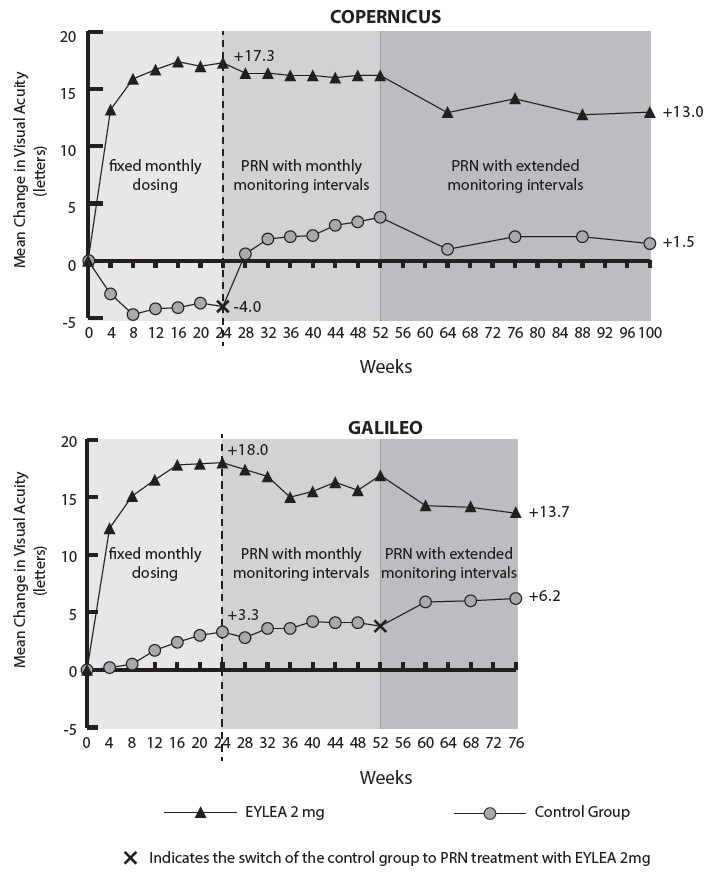 COPERNICUS
Mean Change in Visual Acuity
(letters)
20
15
10
5
0
-5
+17.3
+13.0
fixed monthly
dosing
PRN with monthly
monitoring intervals
PRN with extended
monitoring intervals
-4.0
+1.5
0 4 8 12 16 20 24 28 32 36 40 44 48 52 56 60 64 68 72 76 80 84 88 92 96 100
Weeks
GALILEO
Mean Change in Visual Acuity
(letters)
20
15
10
5
0
-5
+18.0
+13.7
fixed monthly
dosing
PRN with monthly
monitoring intervals
PRN with extended
monitoring intervals
+3.3
+6.2
0 4 8 12 16 20 24 28 32 36 40 44 48 52 56 60 64 68 72 76
Weeks
EYLEA 2 mg
Control Group
Indicates the switch of the control group to PRN treatment with EYLEA 2mg